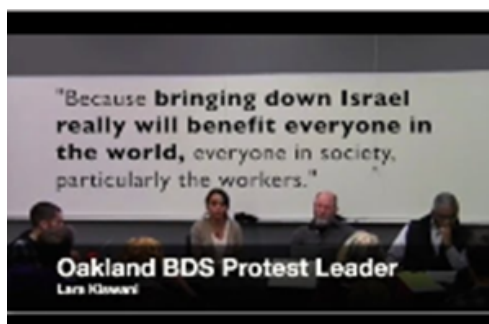 "Because bringing down Israel
really will benefit everyone in
the world, everyone in society,
particularly the workers."
Oakland BDS Protest Leader
Lara Kiswani